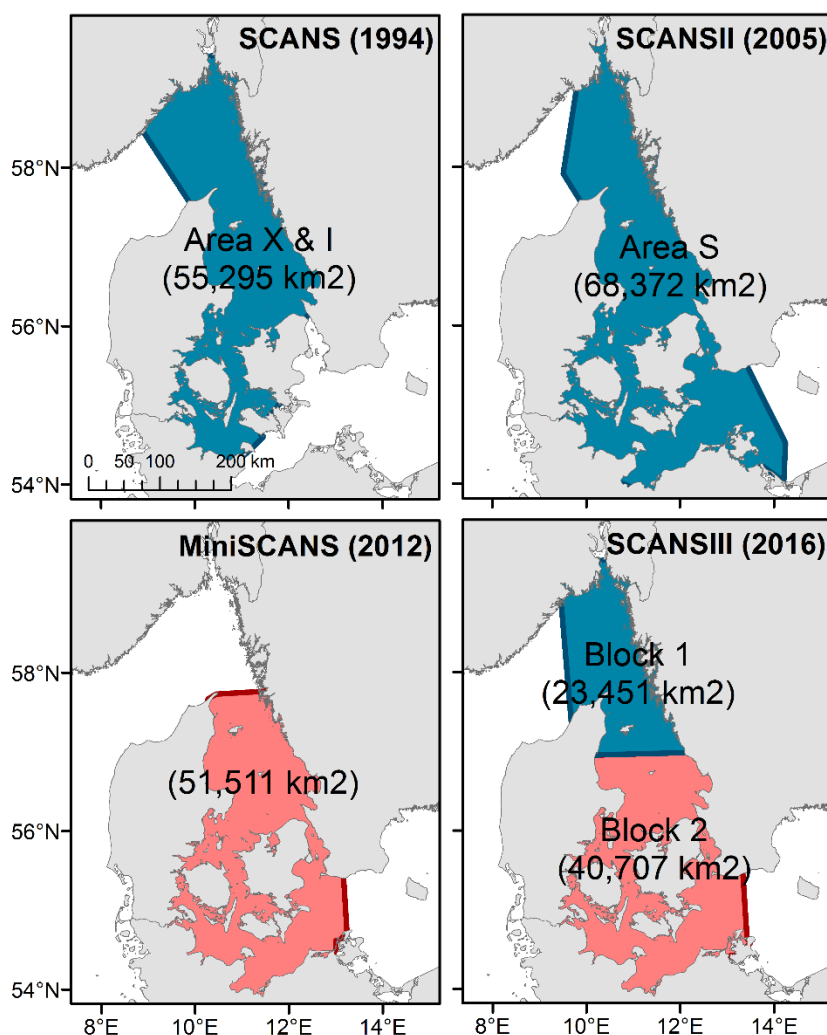 SCANS (1994)
Area X & I
(55,295 km2)
58°N
56°N
54°N
0 50 100 200 km
SCANSII (2005)
Area S
(68,372 km2)
MiniSCANS (2012)
(51,511 km2)
58°N
56°N
54°N
8°E 10°E 12°E 14°E
SCANSIII (2016)
Block 1
(23,451 km2)
Block 2
(40,707 km2)
8°E 10°E 12°E 14°E